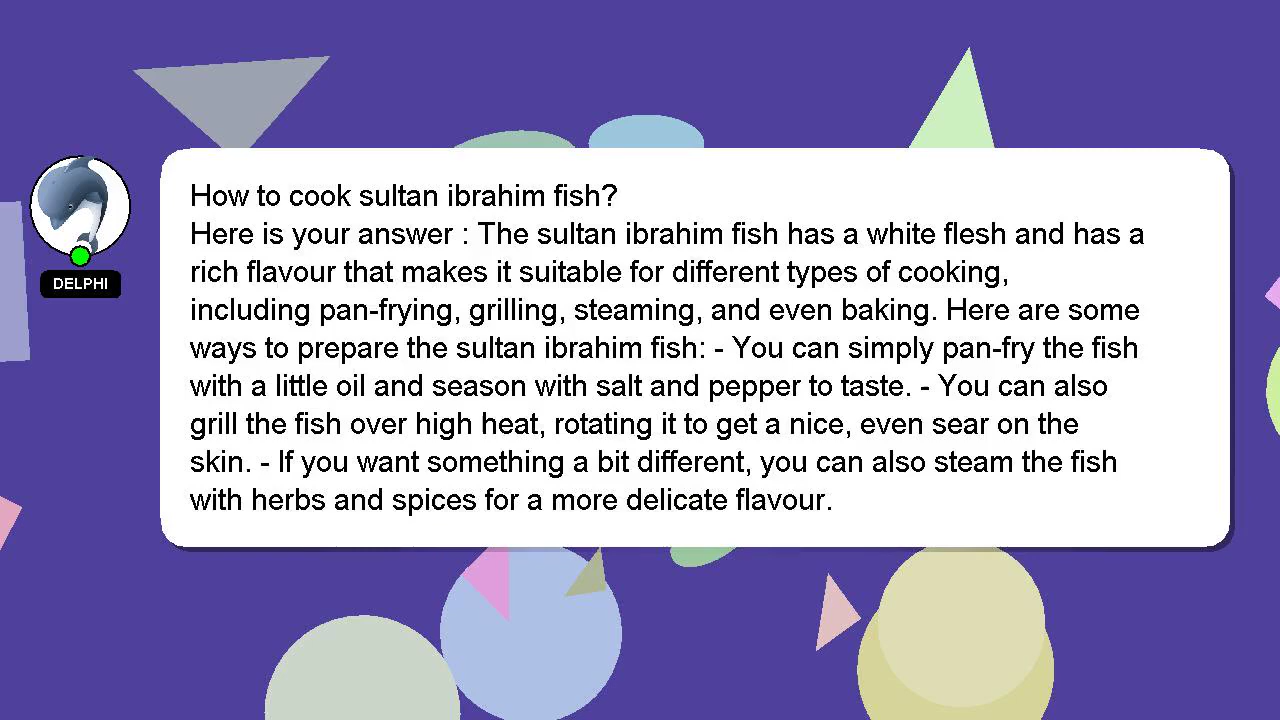 How to cook sultan ibrahim fish?
Here is your answer : The sultan ibrahim fish has a white flesh and has a
rich flavour that makes it suitable for different types of cooking,
including pan-frying, grilling, steaming, and even baking. Here are some
ways to prepare the sultan ibrahim fish: - You can simply pan-fry the fish
with a little oil and season with salt and pepper to taste. - You can also
grill the fish over high heat, rotating it to get a nice, even sear on the
skin. - If you want something a bit different, you can also steam the fish
with herbs and spices for a more delicate flavour.
DELPHI